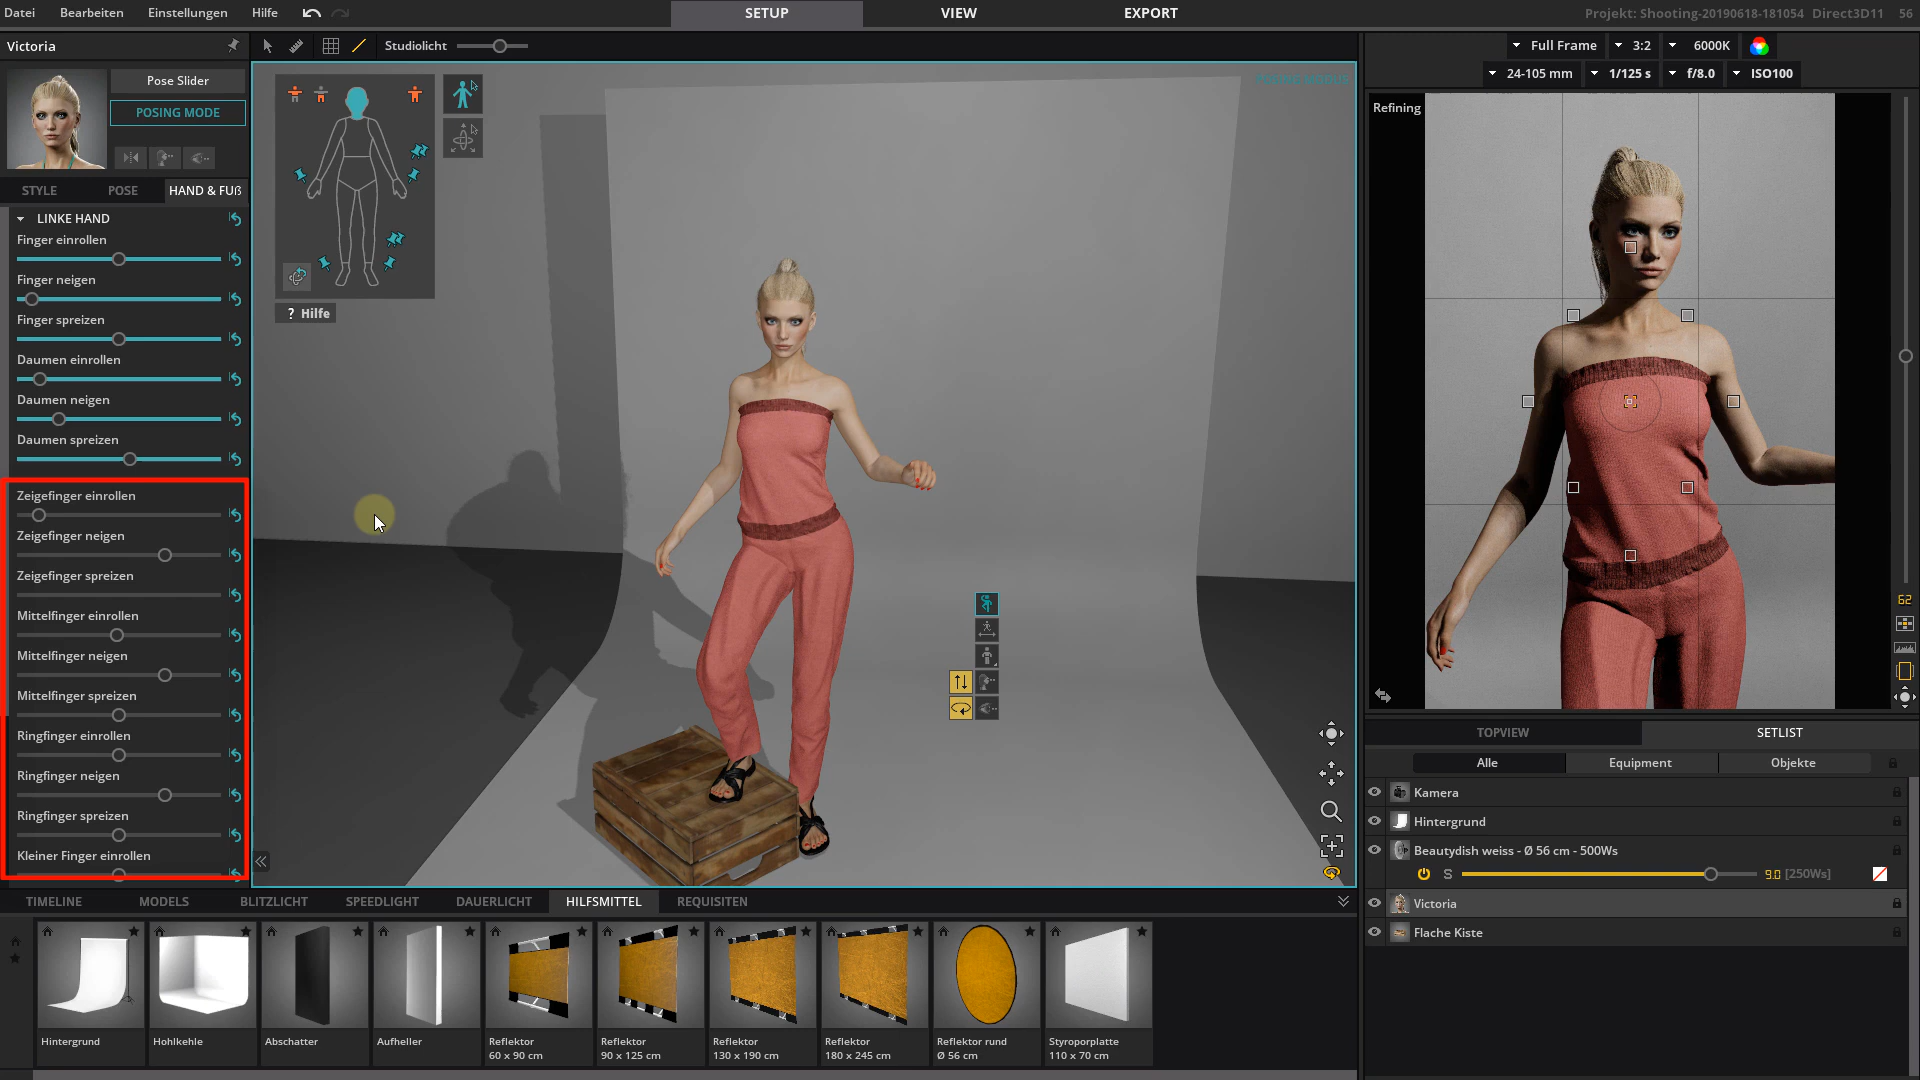 Datei Bearbeiten Einstellungen Hilfe
SETUP VIEW EXPORT
Projekt: Shooting-20190618-181054 Direct3D11 56
Victoria
Pose Slider
POSING MODE
STYLE POSE HAND & FUß
LINKE HAND
Finger einrollen
Finger neigen
Finger spreizen
Daumen einrollen
Daumen neigen
Daumen spreizen
Zeigefinger einrollen
Zeigefinger neigen
Zeigefinger spreizen
Mittelfinger einrollen
Mittelfinger neigen
Mittelfinger spreizen
Ringfinger einrollen
Ringfinger neigen
Ringfinger spreizen
Kleiner Finger einrollen
Studiolicht
? Hilfe
Full Frame 3:2 6000K
24-105 mm 1/125 s f/8.0 ISO100
Refining
62
TOPVIEW SETLIST
Alle Equipment Objekte
Kamera
Hintergrund
Beautydish weiss - Ø 56 cm - 500Ws
S 9.0 [250Ws]
Victoria
Flache Kiste
TIMELINE MODELS BLITZLICHT SPEEDLIGHT DAUERLICHT HILFSMITTEL REQUISITEN
Hintergrund
Hohlkehle
Abschatter
Aufheller
Reflektor
60 x 90 cm
Reflektor
90 x 125 cm
Reflektor
130 x 190 cm
Reflektor
180 x 245 cm
Reflektor rund
Ø 56 cm
Styroporplatte
110 x 70 cm